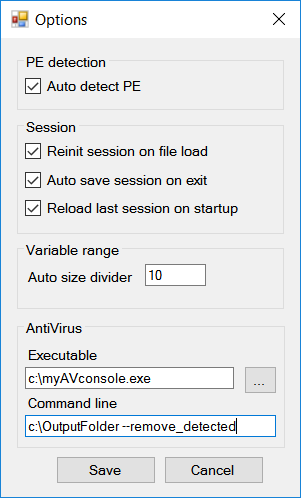 Options
PE detection
Auto detect PE
Session
Reinit session on file load
Auto save session on exit
Reload last session on startup
Variable range
Auto size divider 10
AntiVirus
Executable
c:\myAVconsole.exe ...
Command line
c:\OutputFolder --remove_detected
Save Cancel